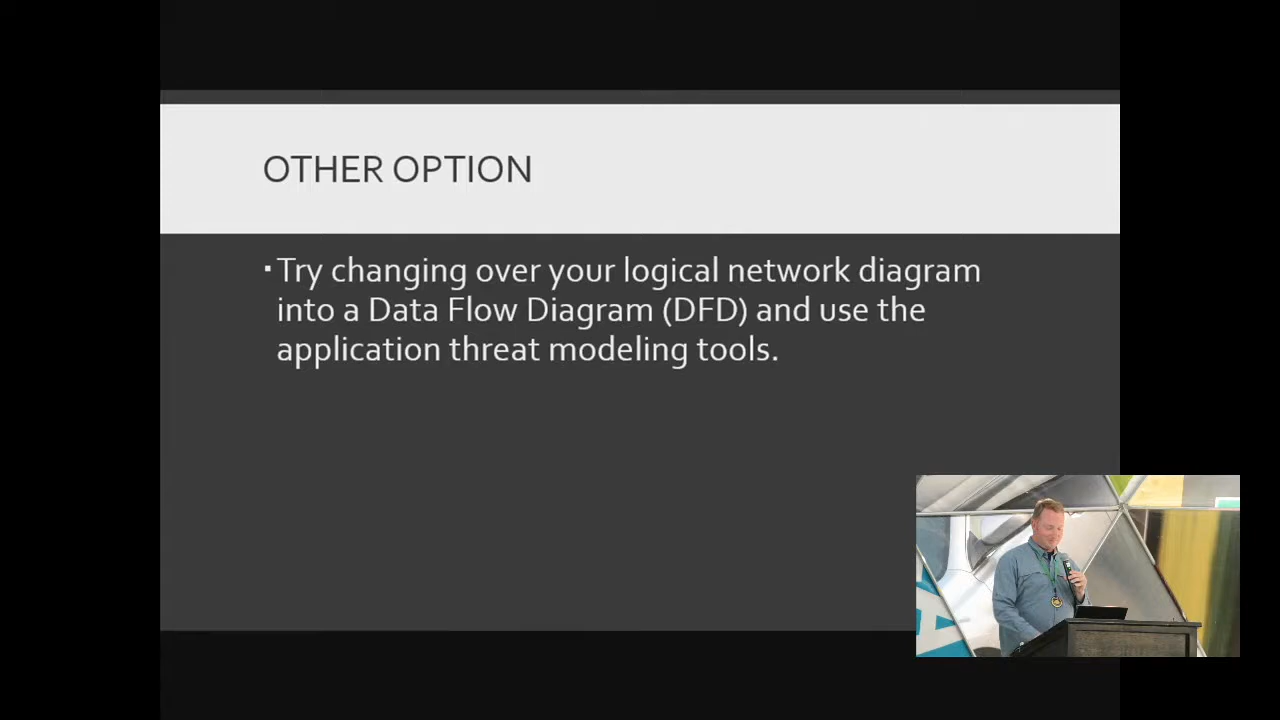 OTHER OPTION
▪ Try changing over your logical network diagram
into a Data Flow Diagram (DFD) and use the
application threat modeling tools.